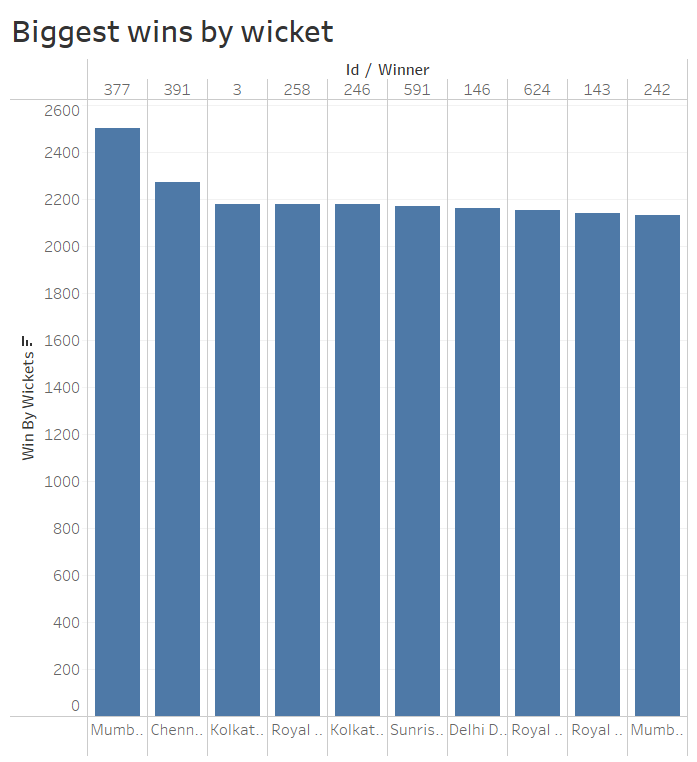 Biggest wins by wicket
Id / Winner
377 391 3 258 246 591 146 624 143 242
2600
2400
2200
2000
1800
1600
1400
1200
1000
800
600
400
200
0
Win By Wickets
Mumb.. Chenn.. Kolkat.. Royal .. Kolkat.. Sunris.. Delhi D.. Royal .. Royal .. Mumb..